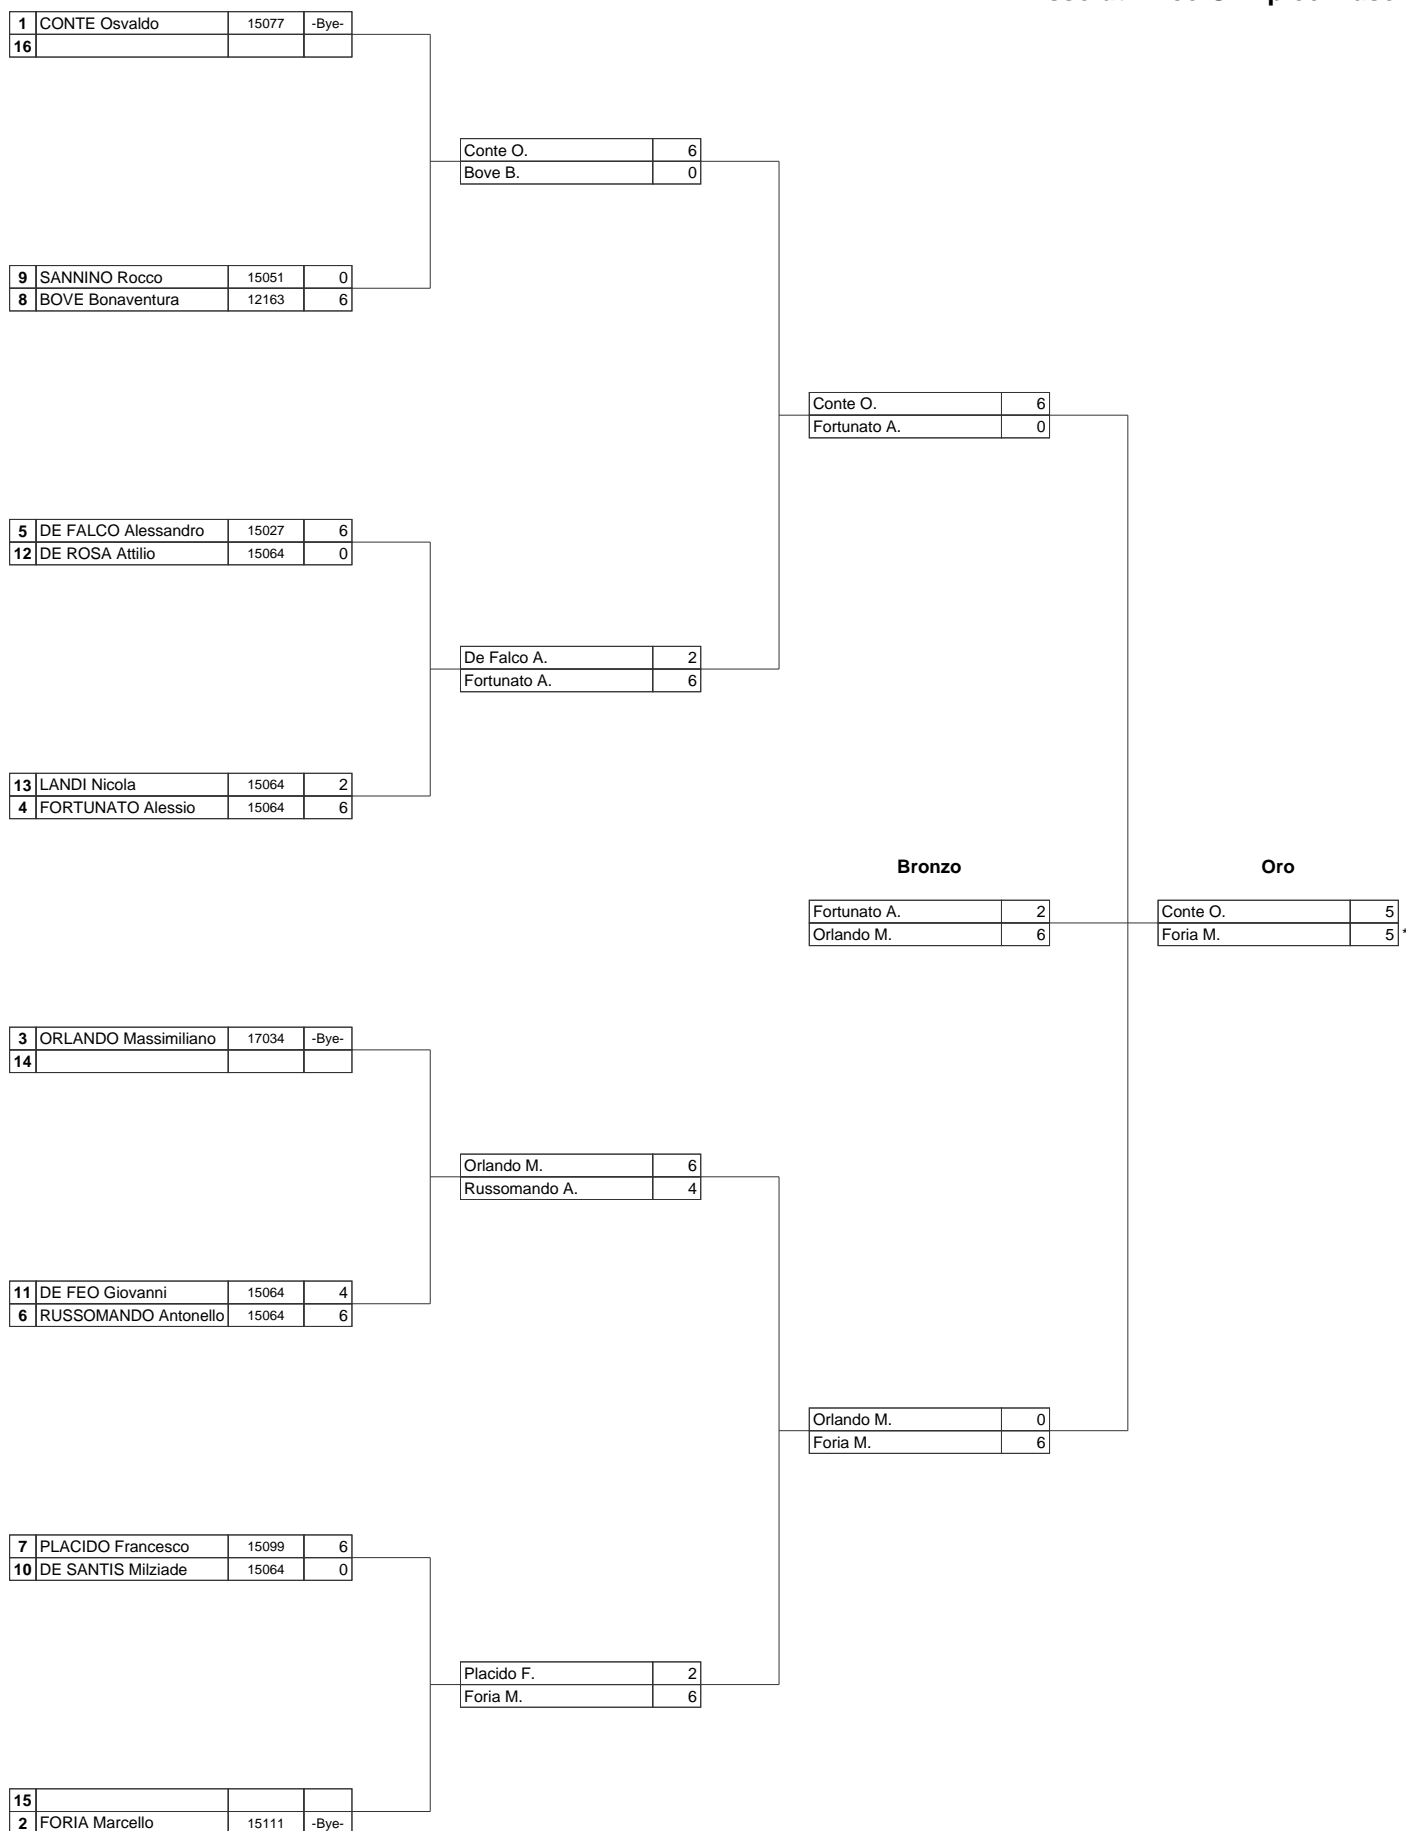 1 CONTE Osvaldo 15077 -Bye-
16
Conte O. 6
Bove B. 0
9 SANNINO Rocco 15051 0
8 BOVE Bonaventura 12163 6
Conte O. 6
Fortunato A. 0
5 DE FALCO Alessandro 15027 6
12 DE ROSA Attilio 15064 0
De Falco A. 2
Fortunato A. 6
13 LANDI Nicola 15064 2
4 FORTUNATO Alessio 15064 6
Bronzo Oro
Fortunato A. 2 Conte O. 5
Orlando M. 6 Foria M. 5 *
3 ORLANDO Massimiliano 17034 -Bye-
14
Orlando M. 6
Russomando A. 4
11 DE FEO Giovanni 15064 4
6 RUSSOMANDO Antonello 15064 6
Orlando M. 0
Foria M. 6
7 PLACIDO Francesco 15099 6
10 DE SANTIS Milziade 15064 0
Placido F. 2
Foria M. 6
15
2 FORIA Marcello 15111 -Bye-